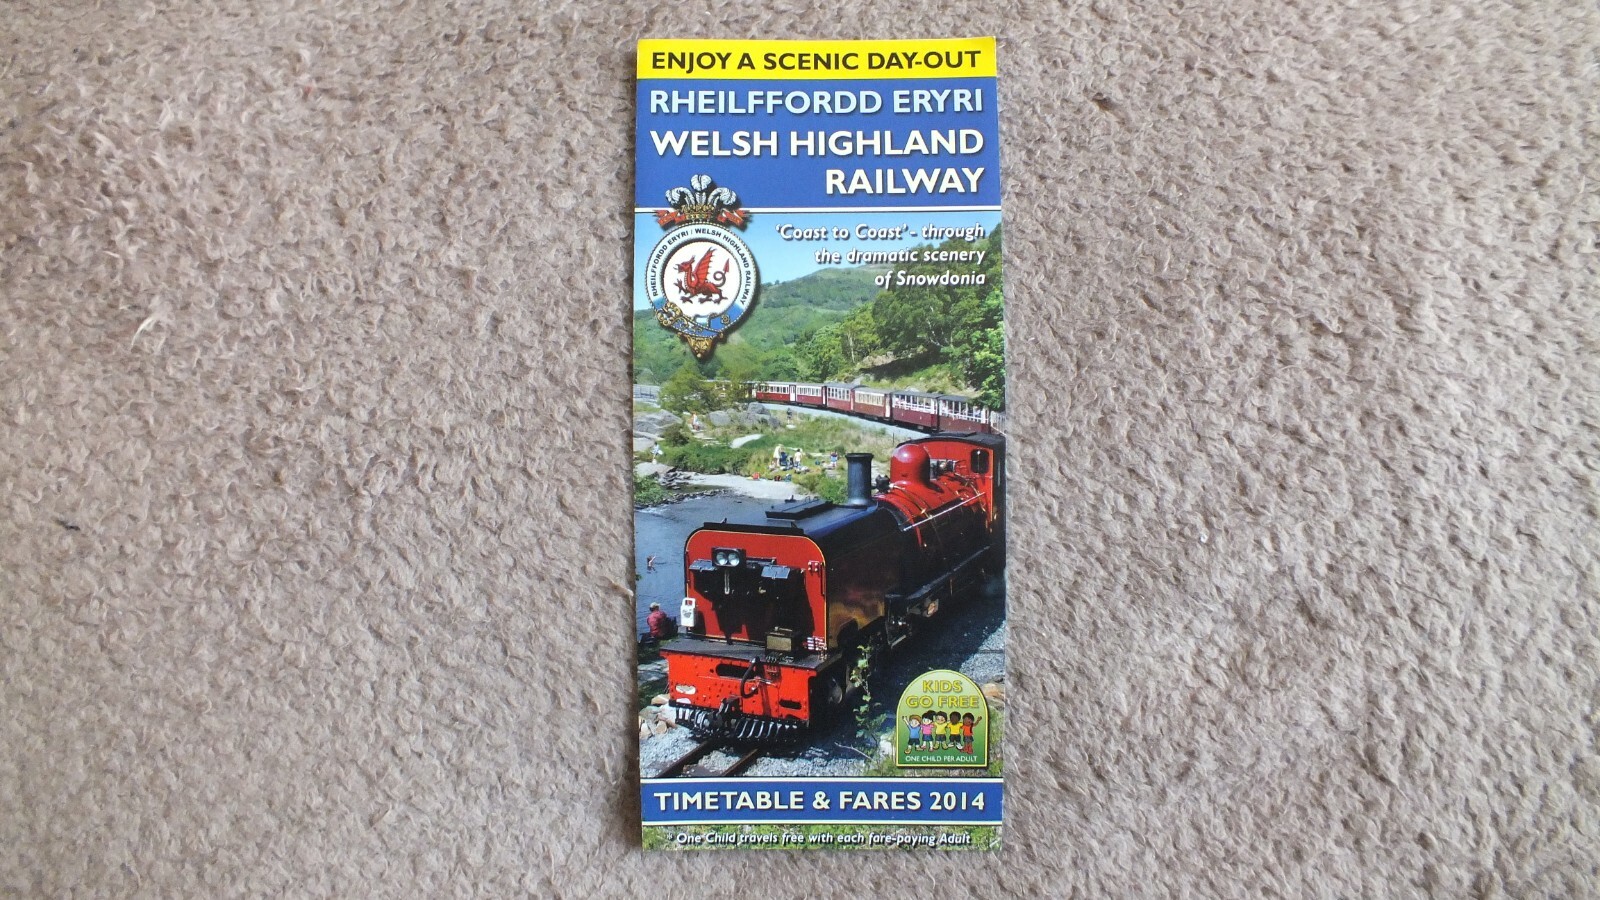 ENJOY A SCENIC DAY-OUT
RHEILFFORDD ERYRI
WELSH HIGHLAND
RAILWAY
RHEILFFORDD ERYRI / WELSH HIGHLAND RAILWAY
'Coast to Coast' - through
the dramatic scenery
of Snowdonia
KIDS
GO FREE
ONE CHILD PER ADULT
TIMETABLE & FARES 2014
* One Child travels free with each fare-paying Adult